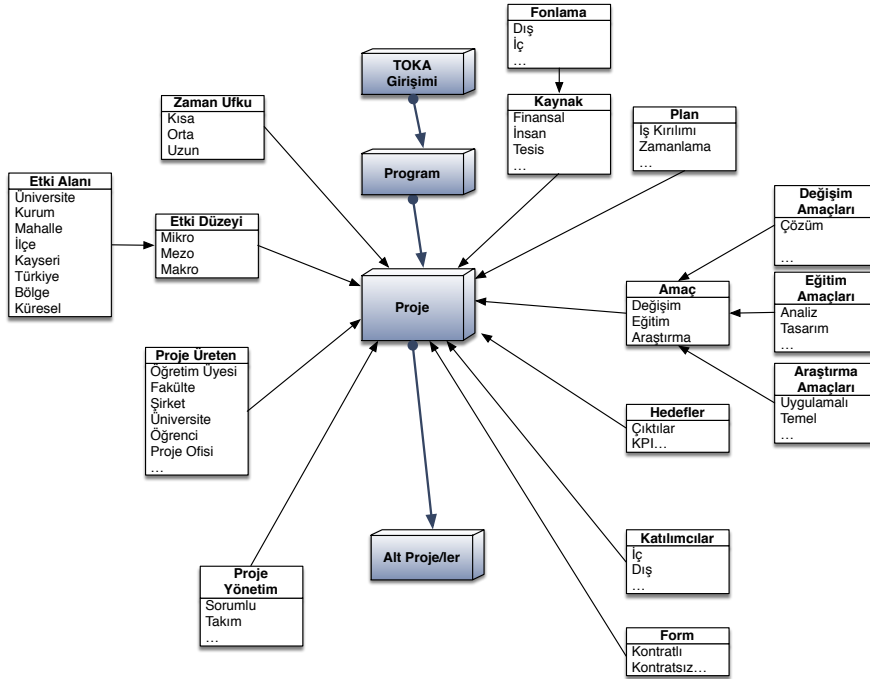 Fonlama
Dış
İç
…
TOKA
Girişimi
Zaman Ufku
Kısa
Orta
Uzun
Kaynak
Finansal
İnsan
Tesis
…
Plan
İş Kırılımı
Zamanlama
…
Program
Etki Alanı
Üniversite
Kurum
Mahalle
İlçe
Kayseri
Türkiye
Bölge
Küresel
Etki Düzeyi
Mikro
Mezo
Makro
Değişim
Amaçları
Çözüm
…
Proje
Amaç
Değişim
Eğitim
Araştırma
Eğitim
Amaçları
Analiz
Tasarım
…
Proje Üreten
Öğretim Üyesi
Fakülte
Şirket
Üniversite
Öğrenci
Proje Ofisi
…
Araştırma
Amaçları
Uygulamalı
Temel
…
Hedefler
Çıktılar
KPI…
Alt Proje/ler
Katılımcılar
İç
Dış
…
Proje
Yönetim
Sorumlu
Takım
…
Form
Kontratlı
Kontratsız…